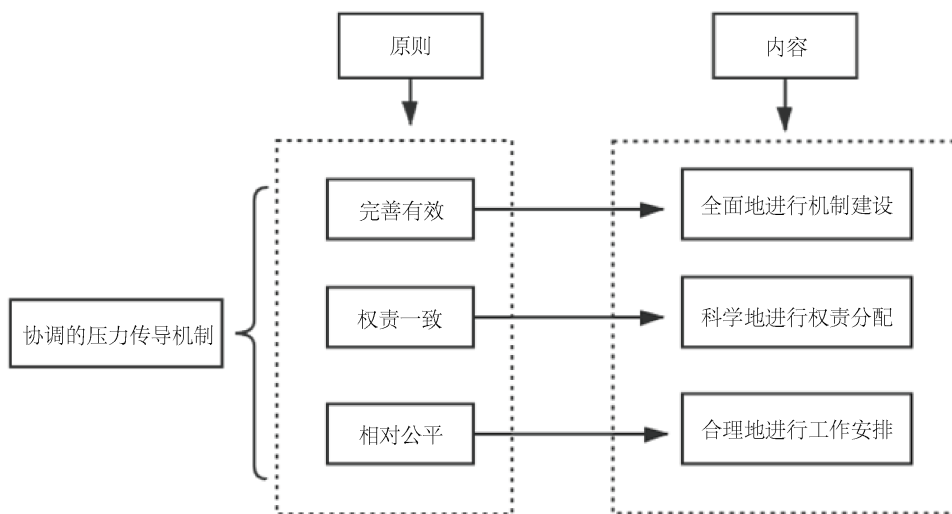 原则
内容
完善有效
全面地进行机制建设
协调的压力传导机制
权责一致
科学地进行权责分配
相对公平
合理地进行工作安排